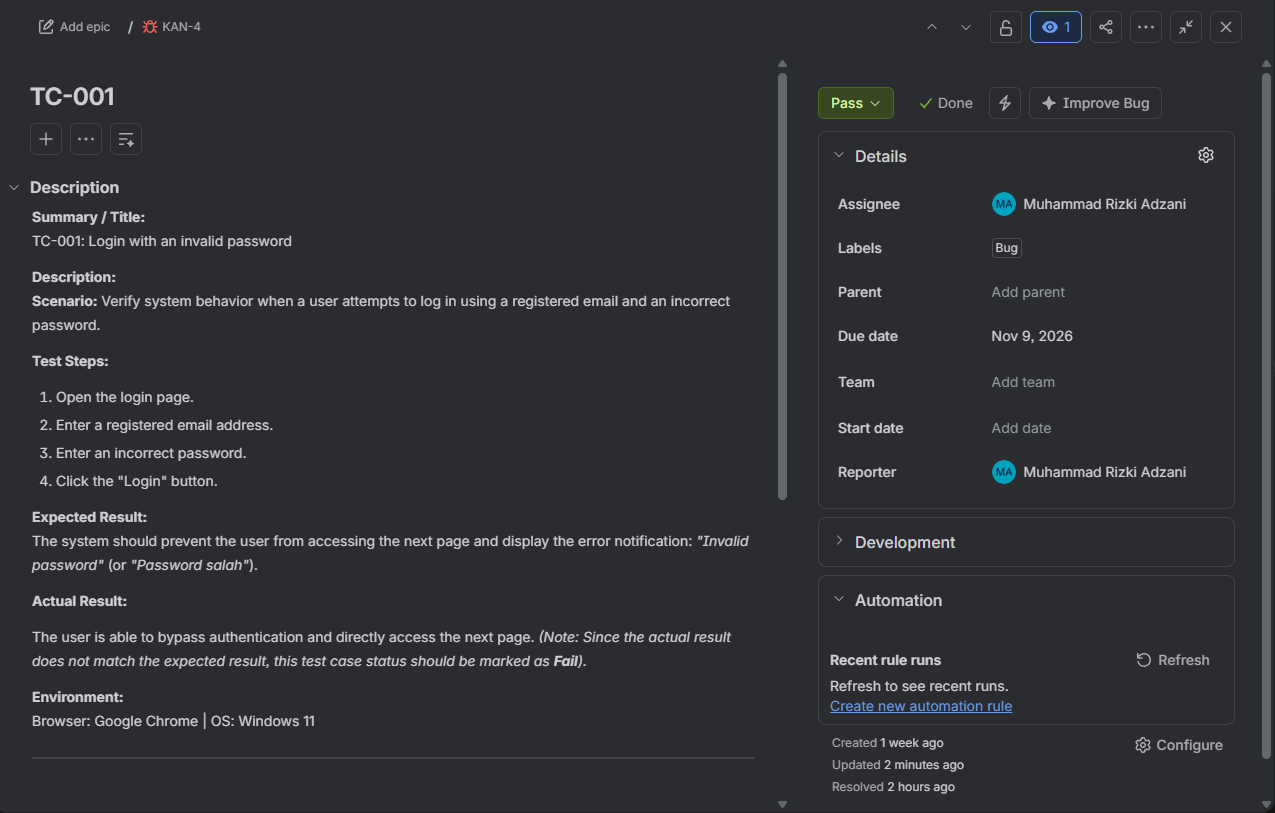 Add epic / KAN-4
1
TC-001
Pass
Done
Improve Bug
Description
Summary / Title:
TC-001: Login with an invalid password
Description:
Scenario: Verify system behavior when a user attempts to log in using a registered email and an incorrect
password.
Test Steps:
1. Open the login page.
2. Enter a registered email address.
3. Enter an incorrect password.
4. Click the "Login" button.
Expected Result:
The system should prevent the user from accessing the next page and display the error notification: "Invalid
password" (or "Password salah").
Actual Result:
The user is able to bypass authentication and directly access the next page. (Note: Since the actual result
does not match the expected result, this test case status should be marked as Fail).
Environment:
Browser: Google Chrome | OS: Windows 11
Details
Assignee MA Muhammad Rizki Adzani
Labels Bug
Parent Add parent
Due date Nov 9, 2026
Team Add team
Start date Add date
Reporter MA Muhammad Rizki Adzani
Development
Automation
Recent rule runs Refresh
Refresh to see recent runs.
Create new automation rule
Created 1 week ago Configure
Updated 2 minutes ago
Resolved 2 hours ago